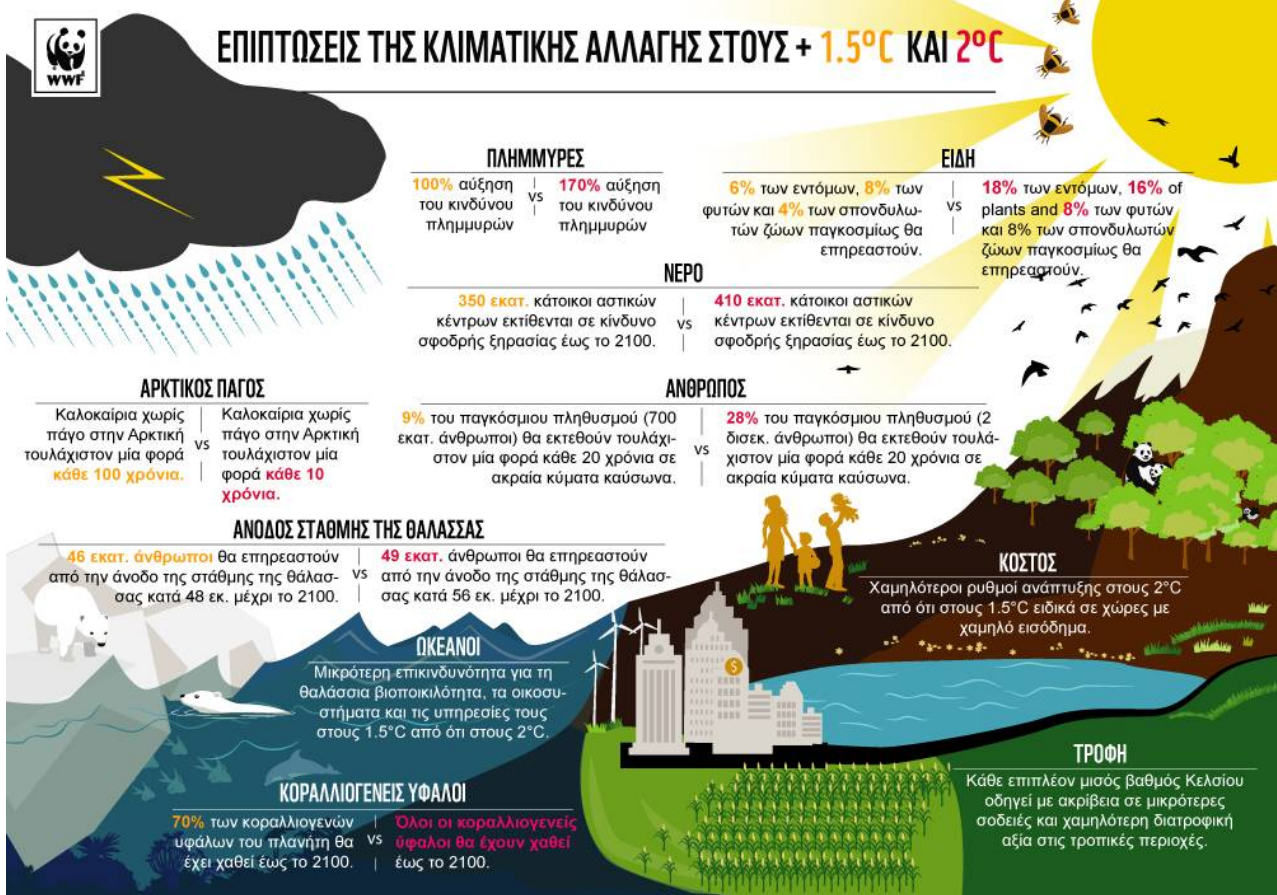 WWF
ΕΠΙΠΤΩΣΕΙΣ ΤΗΣ ΚΛΙΜΑΤΙΚΗΣ ΑΛΛΑΓΗΣ ΣΤΟΥΣ + 1.5°C ΚΑΙ 2°C
ΠΛΗΜΜΥΡΕΣ
100% αύξηση
του κινδύνου
πλημμυρών
vs
170% αύξηση
του κινδύνου
πλημμυρών
ΕΙΔΗ
6% των εντόμων, 8% των
φυτών και 4% των σπονδυλω-
τών ζώων παγκοσμίως θα
επηρεαστούν.
vs
18% των εντόμων, 16% of
plants and 8% των φυτών
και 8% των σπονδυλωτών
ζώων παγκοσμίως θα
επηρεαστούν.
ΝΕΡΟ
350 εκατ. κάτοικοι αστικών
κέντρων εκτίθενται σε κίνδυνο
σφοδρής ξηρασίας έως το 2100.
vs
410 εκατ. κάτοικοι αστικών
κέντρων εκτίθενται σε κίνδυνο
σφοδρής ξηρασίας έως το 2100.
ΑΡΚΤΙΚΟΣ ΠΑΓΟΣ
Καλοκαίρια χωρίς
πάγο στην Αρκτική
τουλάχιστον μία φορά
κάθε 100 χρόνια.
vs
Καλοκαίρια χωρίς
πάγο στην Αρκτική
τουλάχιστον μία
φορά κάθε 10
χρόνια.
ΑΝΘΡΩΠΟΣ
9% του παγκόσμιου πληθυσμού (700
εκατ. άνθρωποι) θα εκτεθούν τουλάχι-
στον μία φορά κάθε 20 χρόνια σε
ακραία κύματα καύσωνα.
vs
28% του παγκόσμιου πληθυσμού (2
δισεκ. άνθρωποι) θα εκτεθούν τουλά-
χιστον μία φορά κάθε 20 χρόνια σε
ακραία κύματα καύσωνα.
ΑΝΟΔΟΣ ΣΤΑΘΜΗΣ ΤΗΣ ΘΑΛΑΣΣΑΣ
46 εκατ. άνθρωποι θα επηρεαστούν
από την άνοδο της στάθμης της θάλασ-
σας κατά 48 εκ. μέχρι το 2100.
vs
49 εκατ. άνθρωποι θα επηρεαστούν
από την άνοδο της στάθμης της θάλασ-
σας κατά 56 εκ. μέχρι το 2100.
ΚΟΣΤΟΣ
Χαμηλότεροι ρυθμοί ανάπτυξης στους 2°C
από ότι στους 1.5°C ειδικά σε χώρες με
χαμηλό εισόδημα.
ΩΚΕΑΝΟΙ
Μικρότερη επικινδυνότητα για τη
θαλάσσια βιοποικιλότητα, τα οικοσυ-
στήματα και τις υπηρεσίες τους
στους 1.5°C από ότι στους 2°C.
$
ΤΡΟΦΗ
Κάθε επιπλέον μισός βαθμός Κελσίου
οδηγεί με ακρίβεια σε μικρότερες
σοδειές και χαμηλότερη διατροφική
αξία στις τροπικές περιοχές.
ΚΟΡΑΛΛΙΟΓΕΝΕΙΣ ΥΦΑΛΟΙ
70% των κοραλλιογενών
υφάλων του πλανήτη θα
έχει χαθεί έως το 2100.
vs
Όλοι οι κοραλλιογενείς
ύφαλοι θα έχουν χαθεί
έως το 2100.